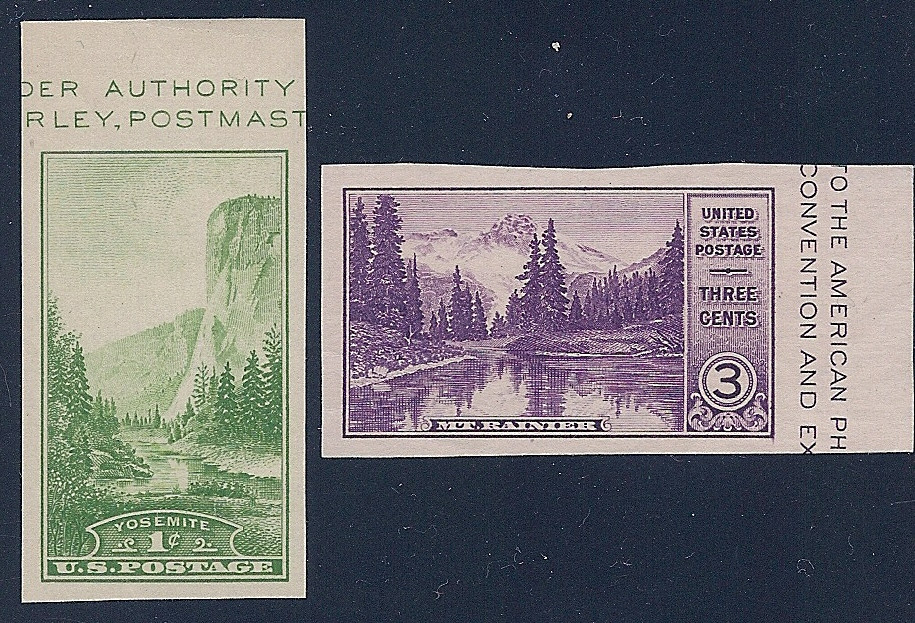 DER AUTHORITY
RLEY, POSTMAST
YOSEMITE
1¢
U.S. POSTAGE
UNITED
STATES
POSTAGE
THREE
CENTS
3
MT. RAINIER
TO THE AMERICAN PH
CONVENTION AND EX